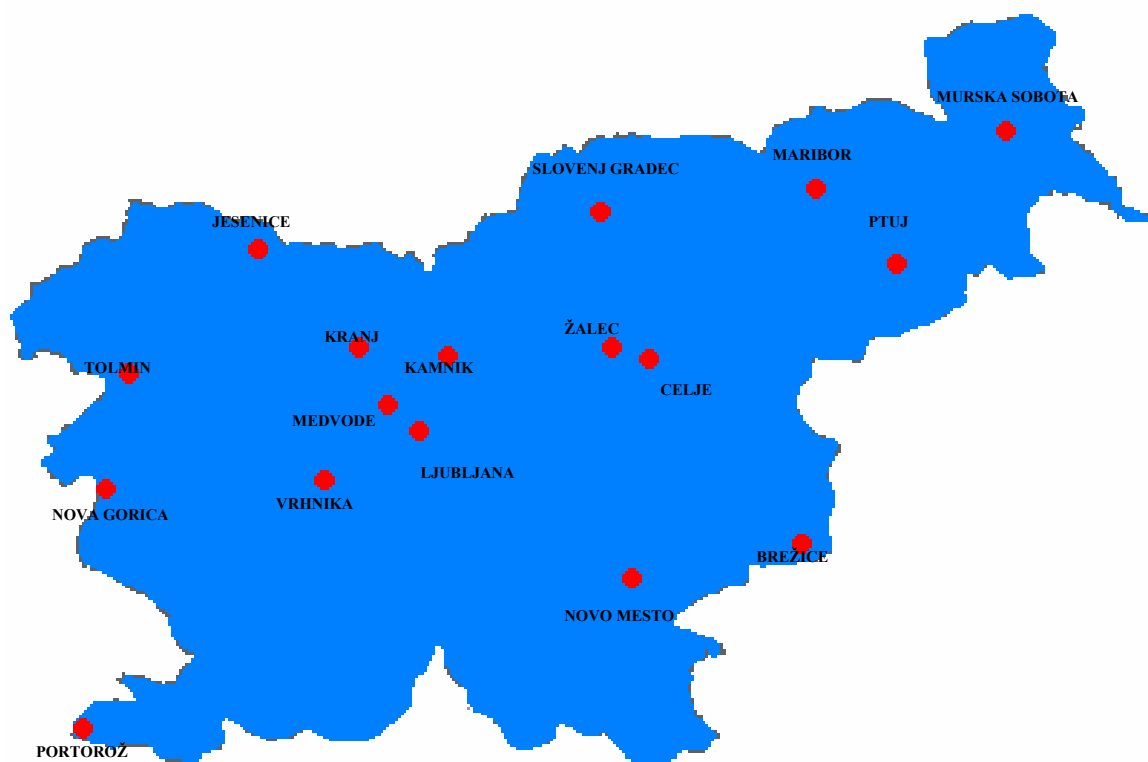 MURSKA SOBOTA
MARIBOR
SLOVENJ GRADEC
PTUJ
JESENICE
ŽALEC
KRANJ
TOLMIN
KAMNIK
CELJE
MEDVODE
LJUBLJANA
VRHNIKA
NOVA GORICA
BREŽICE
NOVO MESTO
PORTOROŽ